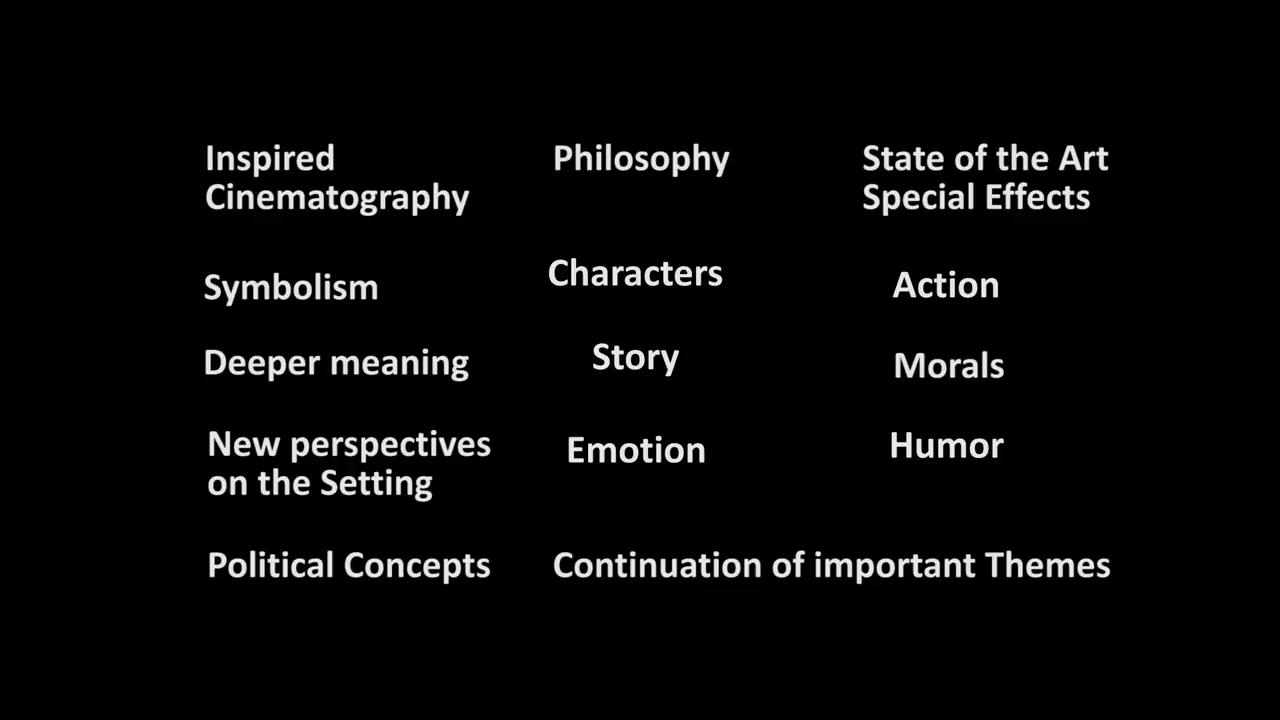 Inspired
Cinematography
Philosophy
State of the Art
Special Effects
Symbolism
Characters
Action
Deeper meaning
Story
Morals
New perspectives
on the Setting
Emotion
Humor
Political Concepts
Continuation of important Themes